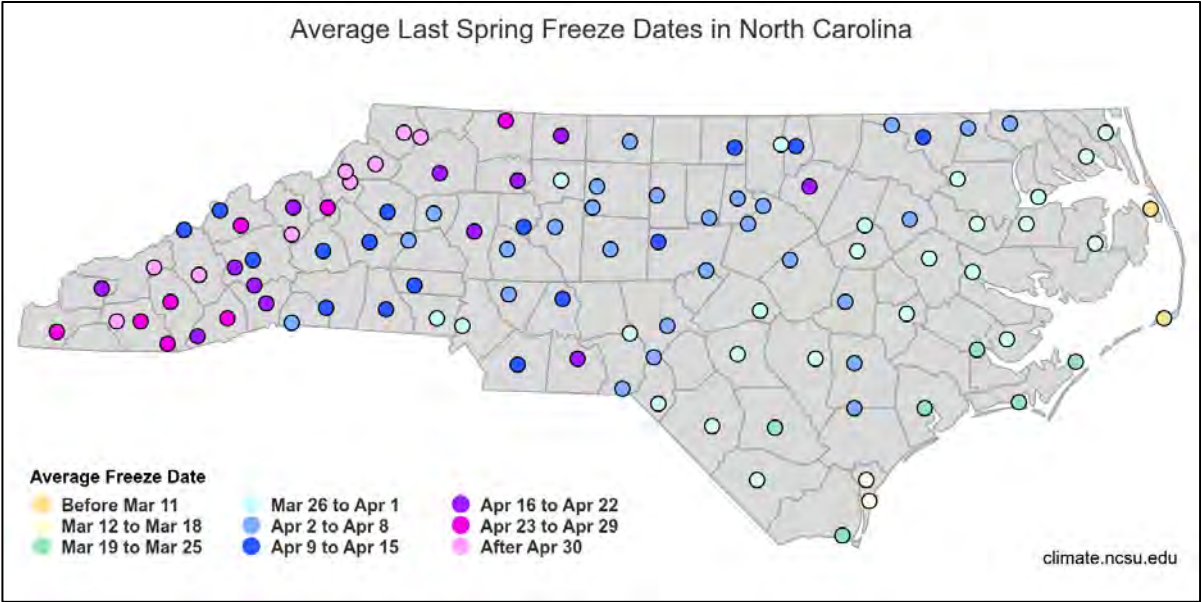 Average Last Spring Freeze Dates in North Carolina
Average Freeze Date
Before Mar 11
Mar 12 to Mar 18
Mar 19 to Mar 25
Mar 26 to Apr 1
Apr 2 to Apr 8
Apr 9 to Apr 15
Apr 16 to Apr 22
Apr 23 to Apr 29
After Apr 30
climate.ncsu.edu